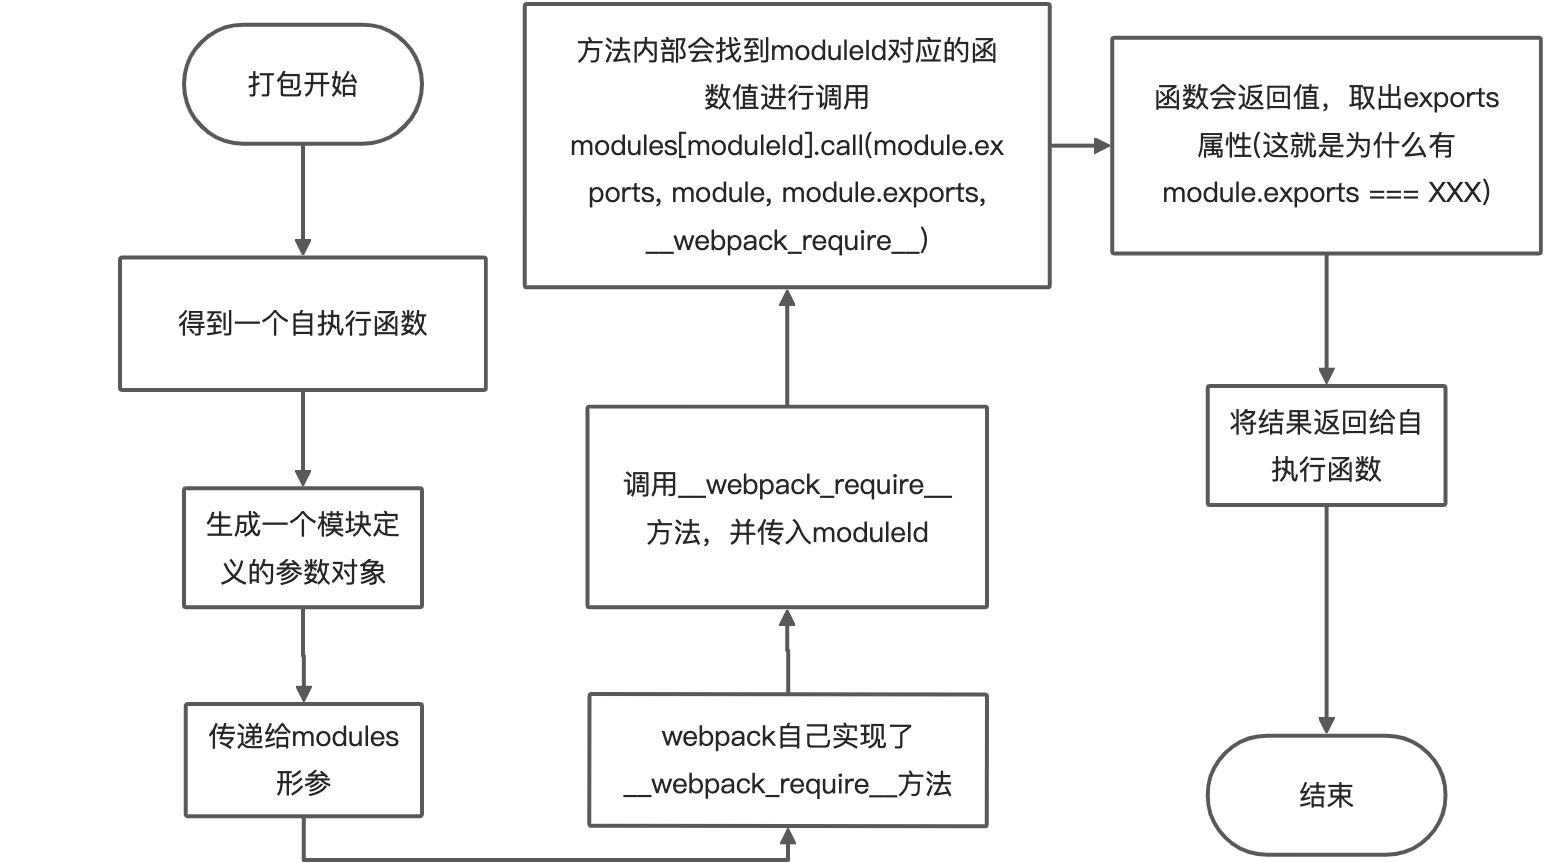 打包开始
得到一个自执行函数
生成一个模块定
义的参数对象
传递给modules
形参
webpack自己实现了
__webpack_require__方法
调用__webpack_require__
方法，并传入moduleId
方法内部会找到moduleId对应的函
数值进行调用
modules[moduleId].call(module.ex
ports, module, module.exports,
__webpack_require__)
函数会返回值，取出exports
属性(这就是为什么有
module.exports === XXX)
将结果返回给自
执行函数
结束